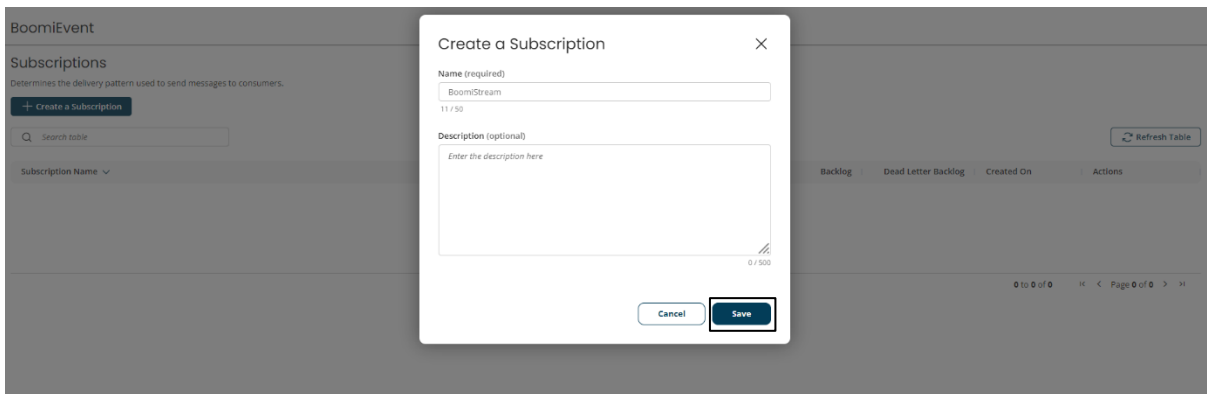 BoomiEvent
Subscriptions
Determines the delivery pattern used to send messages to consumers.
+ Create a Subscription
Search table
Refresh Table
Subscription Name
Backlog
Dead Letter Backlog
Created On
Actions
0 to 0 of 0
Page 0 of 0
Create a Subscription
Name (required)
BoomiStream
11 / 50
Description (optional)
Enter the description here
0 / 500
Cancel
Save